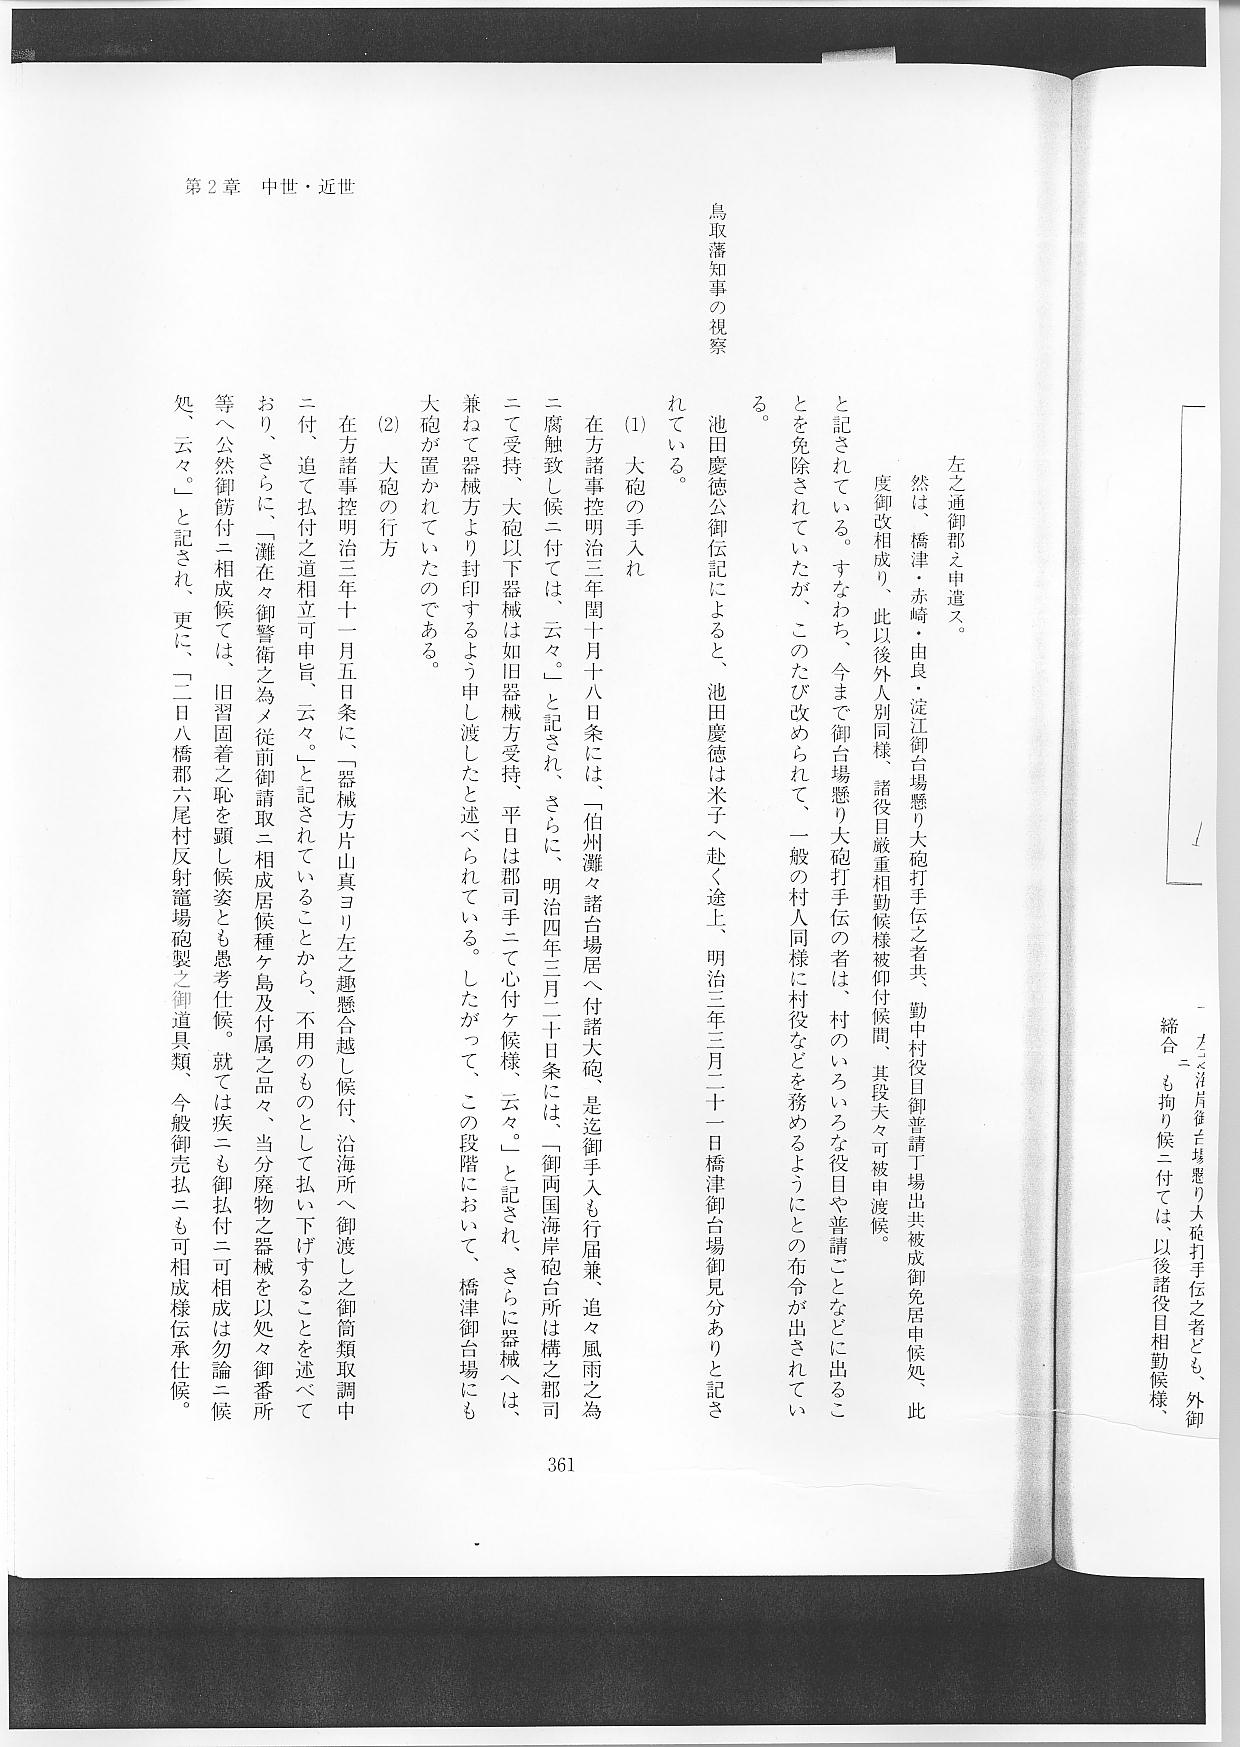 一 左之海岸御台場懸り大砲打手伝之者ども、外御
締合ニも拘り候ニ付ては、以後諸役目相勤候様、
第2章　中世・近世
左之通御郡え申遣ス。
然は、橋津・赤崎・由良・淀江御台場懸り大砲打手伝之者共、勤中村役目御普請丁場出共被成御免居申候処、此
度御改相成り、此以後外人別同様、諸役目厳重相勤候様被仰付候間、其段夫々可被申渡候。
と記されている。すなわち、今まで御台場懸り大砲打手伝の者は、村のいろいろな役目や普請ごとなどに出るこ
とを免除されていたが、このたび改められて、一般の村人同様に村役などを務めるようにとの布令が出されてい
る。
鳥取藩知事の視察
池田慶徳公御伝記によると、池田慶徳は米子へ赴く途上、明治三年三月二十一日橋津御台場御見分ありと記さ
れている。
(1)　大砲の手入れ
在方諸事控明治三年閏十月十八日条には、「伯州灘々諸台場居へ付諸大砲、是迄御手入も行届兼、追々風雨之為
ニ腐触致し候ニ付ては、云々。」と記され、さらに、明治四年三月二十日条には、「御両国海岸砲台所は構之郡司
ニて受持、大砲以下器械は如旧器械方受持、平日は郡司手ニて心付ケ候様、云々。」と記され、さらに器械へは、
兼ねて器械方より封印するよう申し渡したと述べられている。したがって、この段階において、橋津御台場にも
大砲が置かれていたのである。
(2)　大砲の行方
在方諸事控明治三年十一月五日条に、「器械方片山真ヨリ左之趣懸合越し候付、沿海所へ御渡し之御筒類取調中
ニ付、追て払付之道相立可申旨、云々。」と記されていることから、不用のものとして払い下げすることを述べて
おり、さらに、「灘在々御警衛之為メ従前御請取ニ相成居候種ケ島及付属之品々、当分廃物之器械を以処々御番所
等へ公然御餝付ニ相成候ては、旧習固着之恥を顕し候姿とも愚考仕候。就ては疾ニも御払付ニ可相成は勿論ニ候
処、云々。」と記され、更に、「二日八橋郡六尾村反射竈場砲製之御道具類、今般御売払ニも可相成様伝承仕候。
361